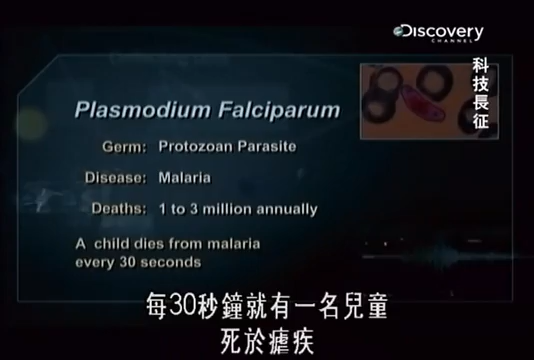 Discovery
CHANNEL
科技長征
Plasmodium Falciparum
Germ: Protozoan Parasite
Disease: Malaria
Deaths: 1 to 3 million annually
A child dies from malaria
every 30 seconds
每30秒鐘就有一名兒童
死於瘧疾